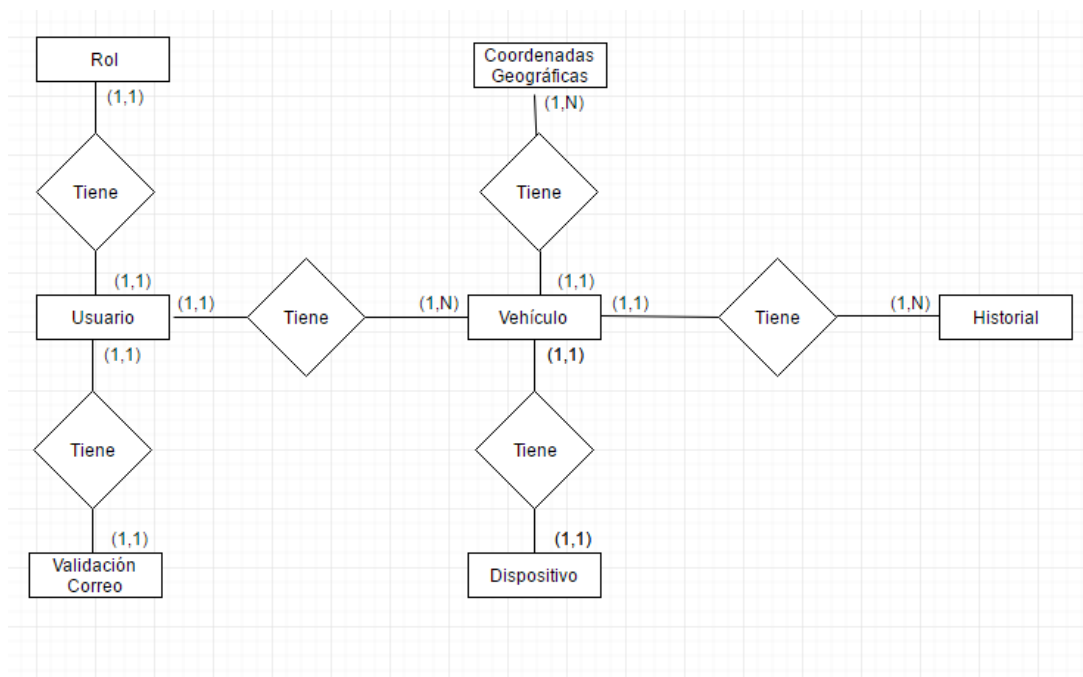 Rol
Coordenadas
Geográficas
(1,1)
(1,N)
Tiene
Tiene
(1,1)
(1,1)
Usuario
(1,1)
Tiene
(1,N)
Vehículo
(1,1)
Tiene
(1,N)
Historial
(1,1)
(1,1)
Tiene
Tiene
(1,1)
(1,1)
Validación
Correo
Dispositivo